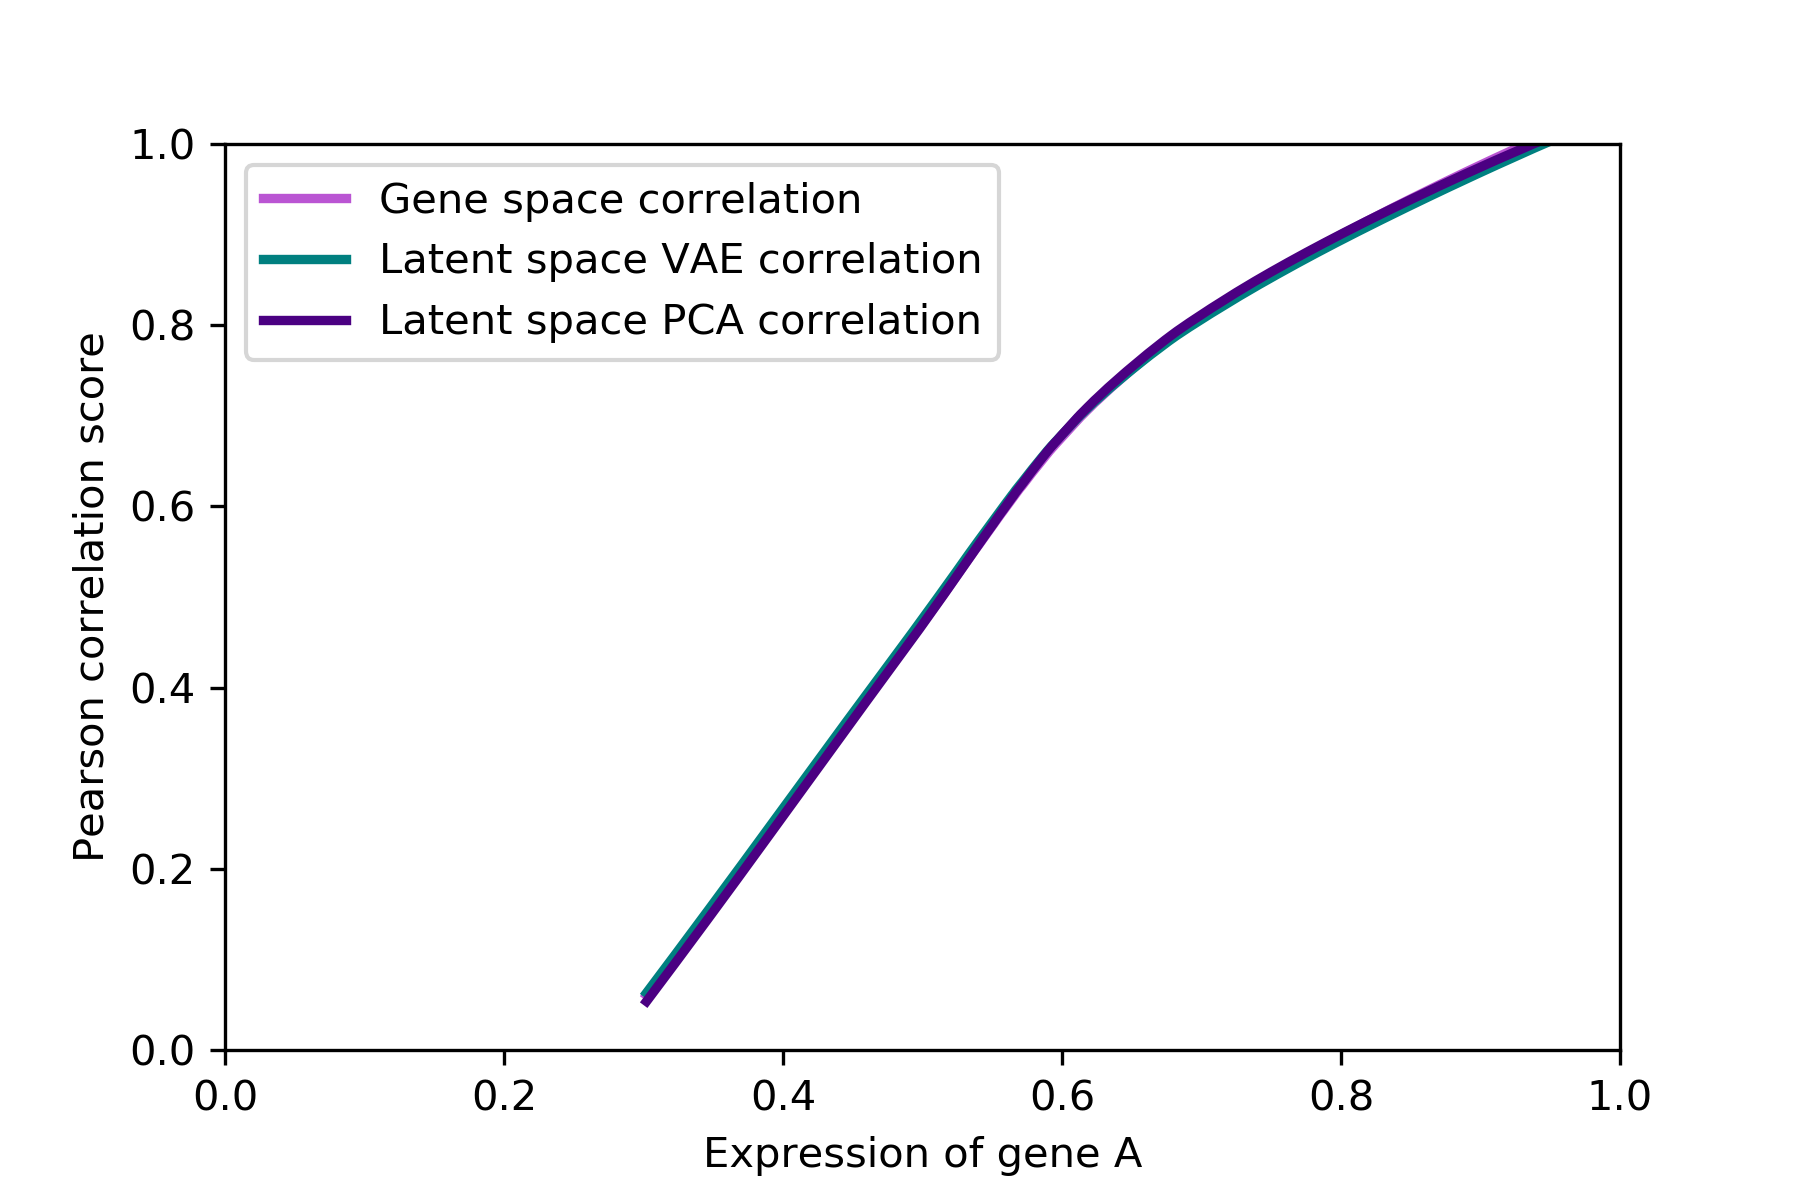 1.0
0.8
0.6
0.4
0.2
0.0
Pearson correlation score
Gene space correlation
Latent space VAE correlation
Latent space PCA correlation
0.0 0.2 0.4 0.6 0.8 1.0
Expression of gene A